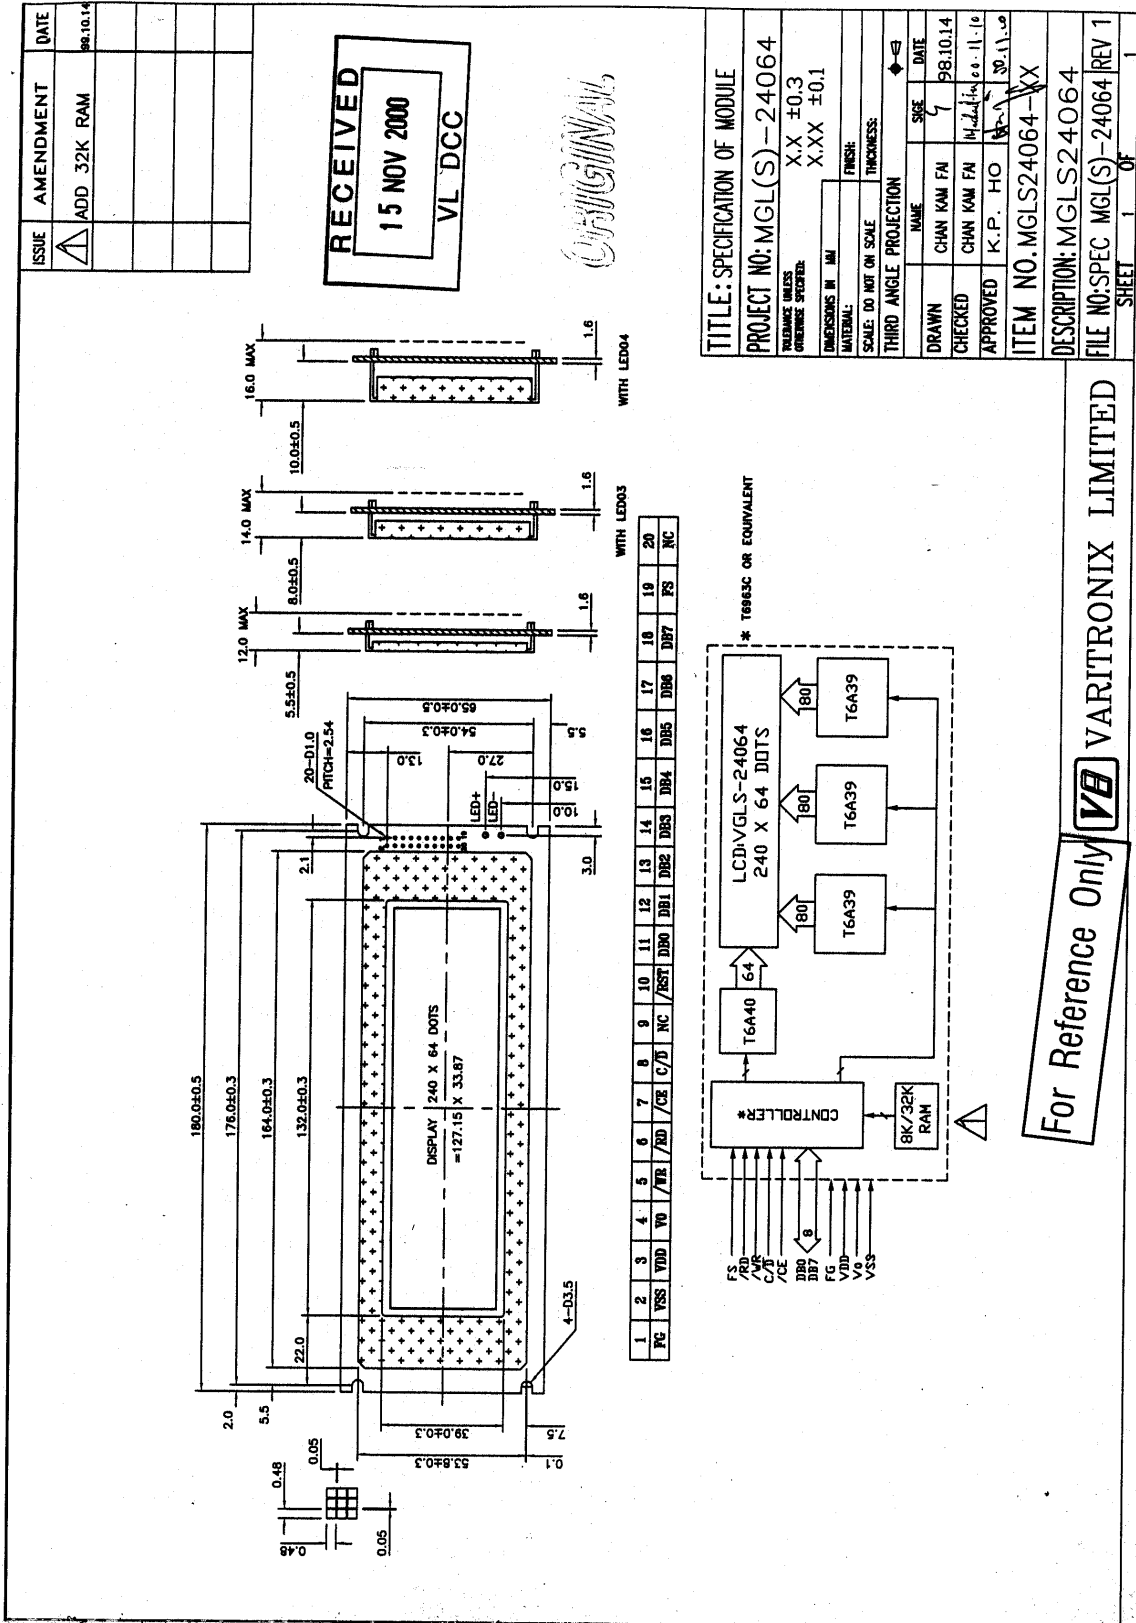 ISSUE AMENDMENT DATE
1 ADD 32K RAM 99.10.14
RECEIVED
15 NOV 2000
VL DCC
ORIGINAL
180.0±0.5
176.0±0.3
164.0±0.3
132.0±0.3
2.0
5.5
22.0
2.1
20-D1.0
PITCH=2.54
DISPLAY 240 X 64 DOTS
=127.15 X 33.87
LED+
LED-
53.8±0.3
39.0±0.3
0.1
7.5
4-D3.5
3.0
10.0
15.0
27.0
13.0
54.0±0.3
65.0±0.5
5.5
0.48
0.05
0.48
0.05
12.0 MAX
5.5±0.5
1.6
14.0 MAX
8.0±0.5
1.6
WITH LED03
16.0 MAX
10.0±0.5
1.6
WITH LED04
1 2 3 4 5 6 7 8 9 10 11 12 13 14 15 16 17 18 19 20
FG VSS VDD V0 /WR /RD /CE C/D NC /RST DB0 DB1 DB2 DB3 DB4 DB5 DB6 DB7 FS NC
FS
/RD
/WR
C/D
/CE
DB0
DB7
8
FG
VDD
Vo
VSS
CONTROLLER*
8K/32K
RAM
1
T6A40
64
LCD:VGLS-24064
240 X 64 DOTS
80
80
80
T6A39
T6A39
T6A39
* T6963C OR EQUIVALENT
For Reference Only
VARITRONIX LIMITED
TITLE: SPECIFICATION OF MODULE
PROJECT NO: MGL(S)-24064
TOLERANCE UNLESS
OTHERWISE SPECIFIED:
X.X ±0.3
X.XX ±0.1
DIMENSIONS IN MM
MATERIAL: FINISH:
SCALE: DO NOT ON SCALE THICKNESS:
THIRD ANGLE PROJECTION
NAME SIGE DATE
DRAWN CHAN KAM FAI 98.10.14
CHECKED CHAN KAM FAI 00.11.10
APPROVED K.P. HO
ITEM NO. MGLS24064-XX
DESCRIPTION: MGLS24064
FILE NO:SPEC MGL(S)-24064 REV 1
SHEET 1 OF 1